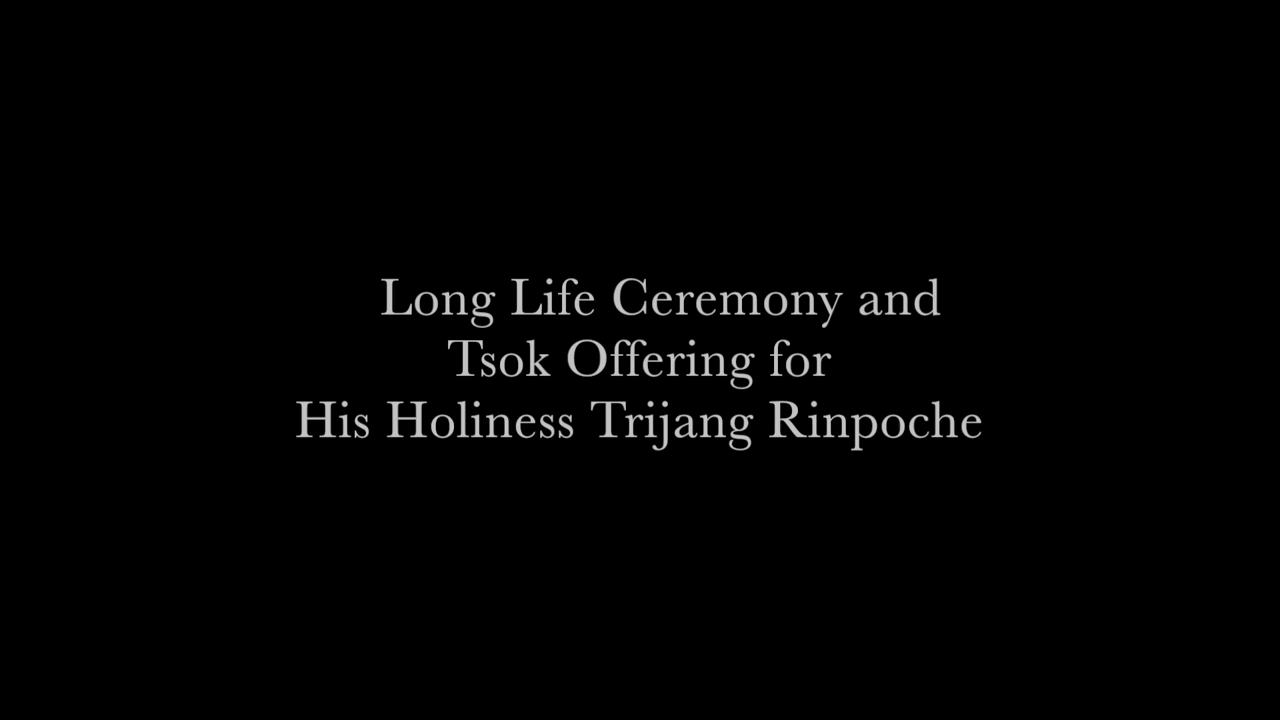 Long Life Ceremony and
Tsok Offering for
His Holiness Trijang Rinpoche